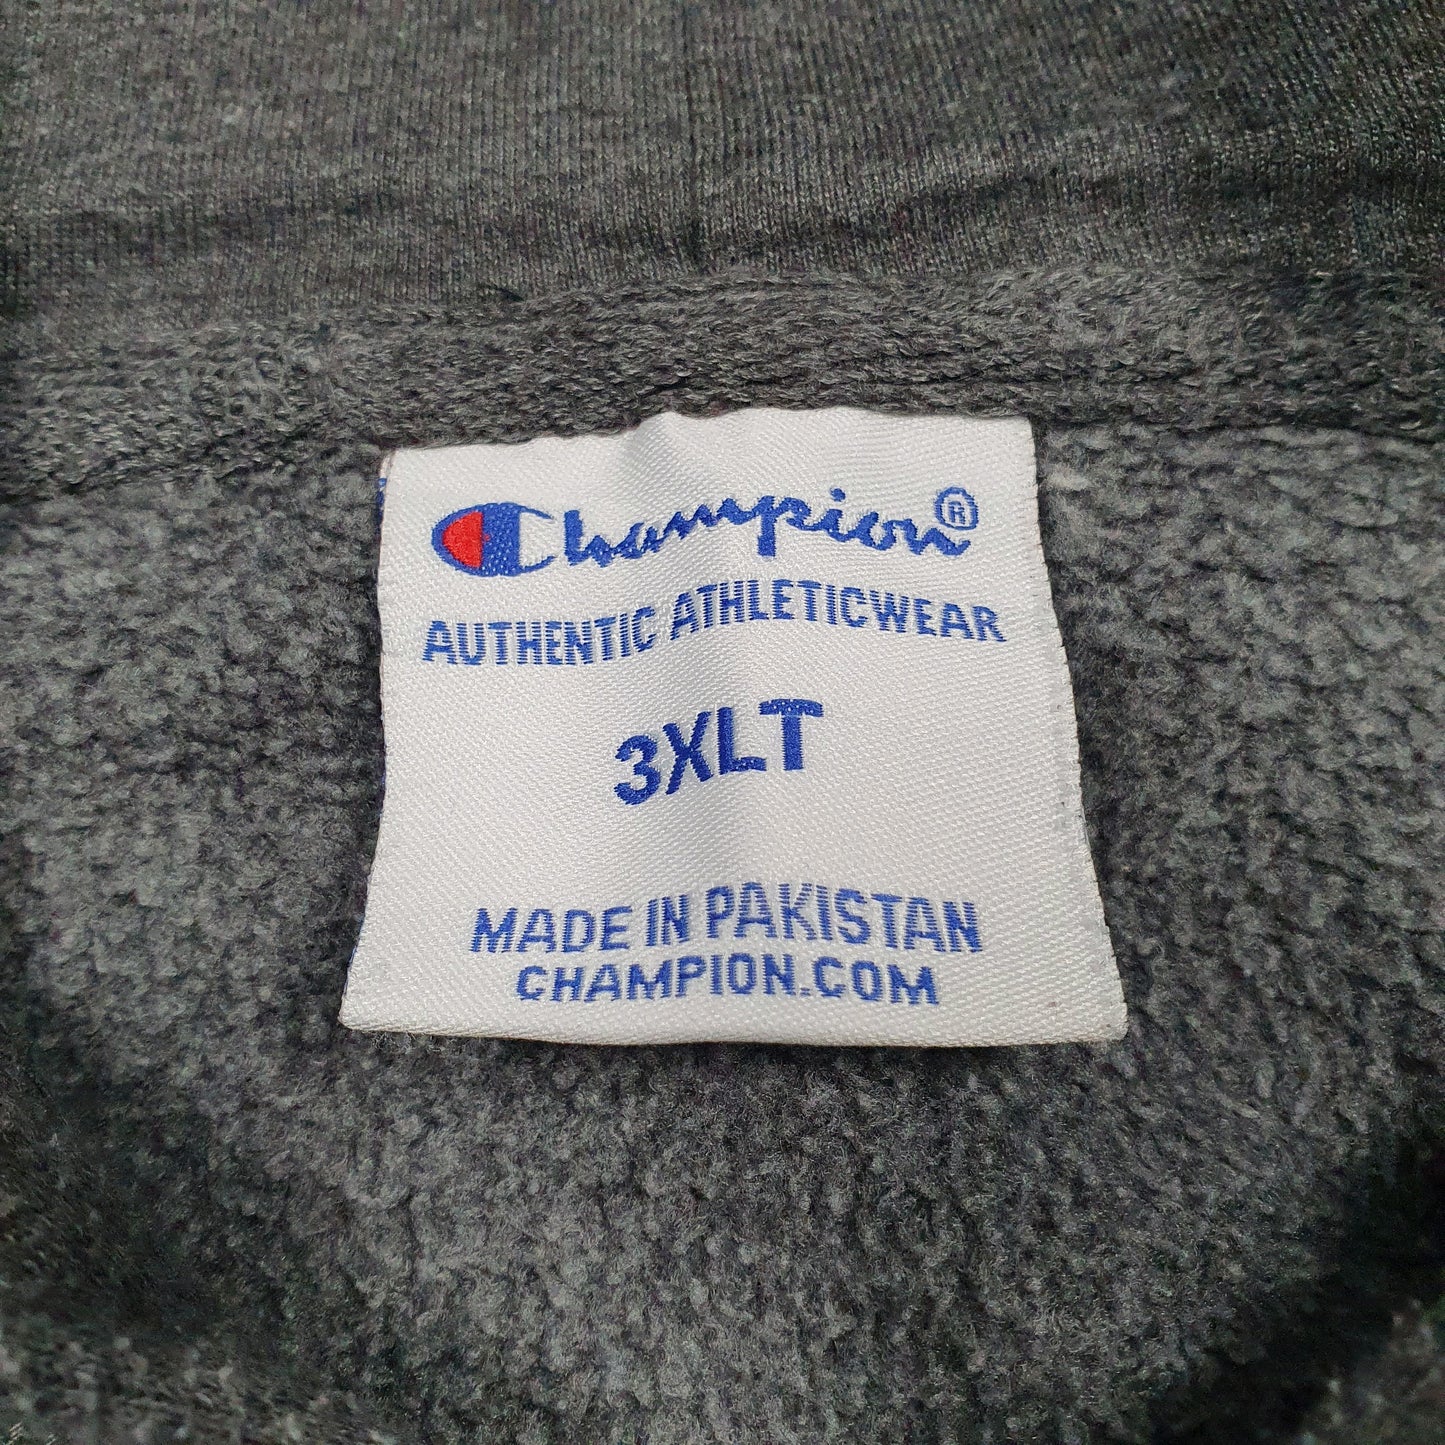 Champion®
AUTHENTIC ATHLETICWEAR
3XLT
MADE IN PAKISTAN
CHAMPION.COM